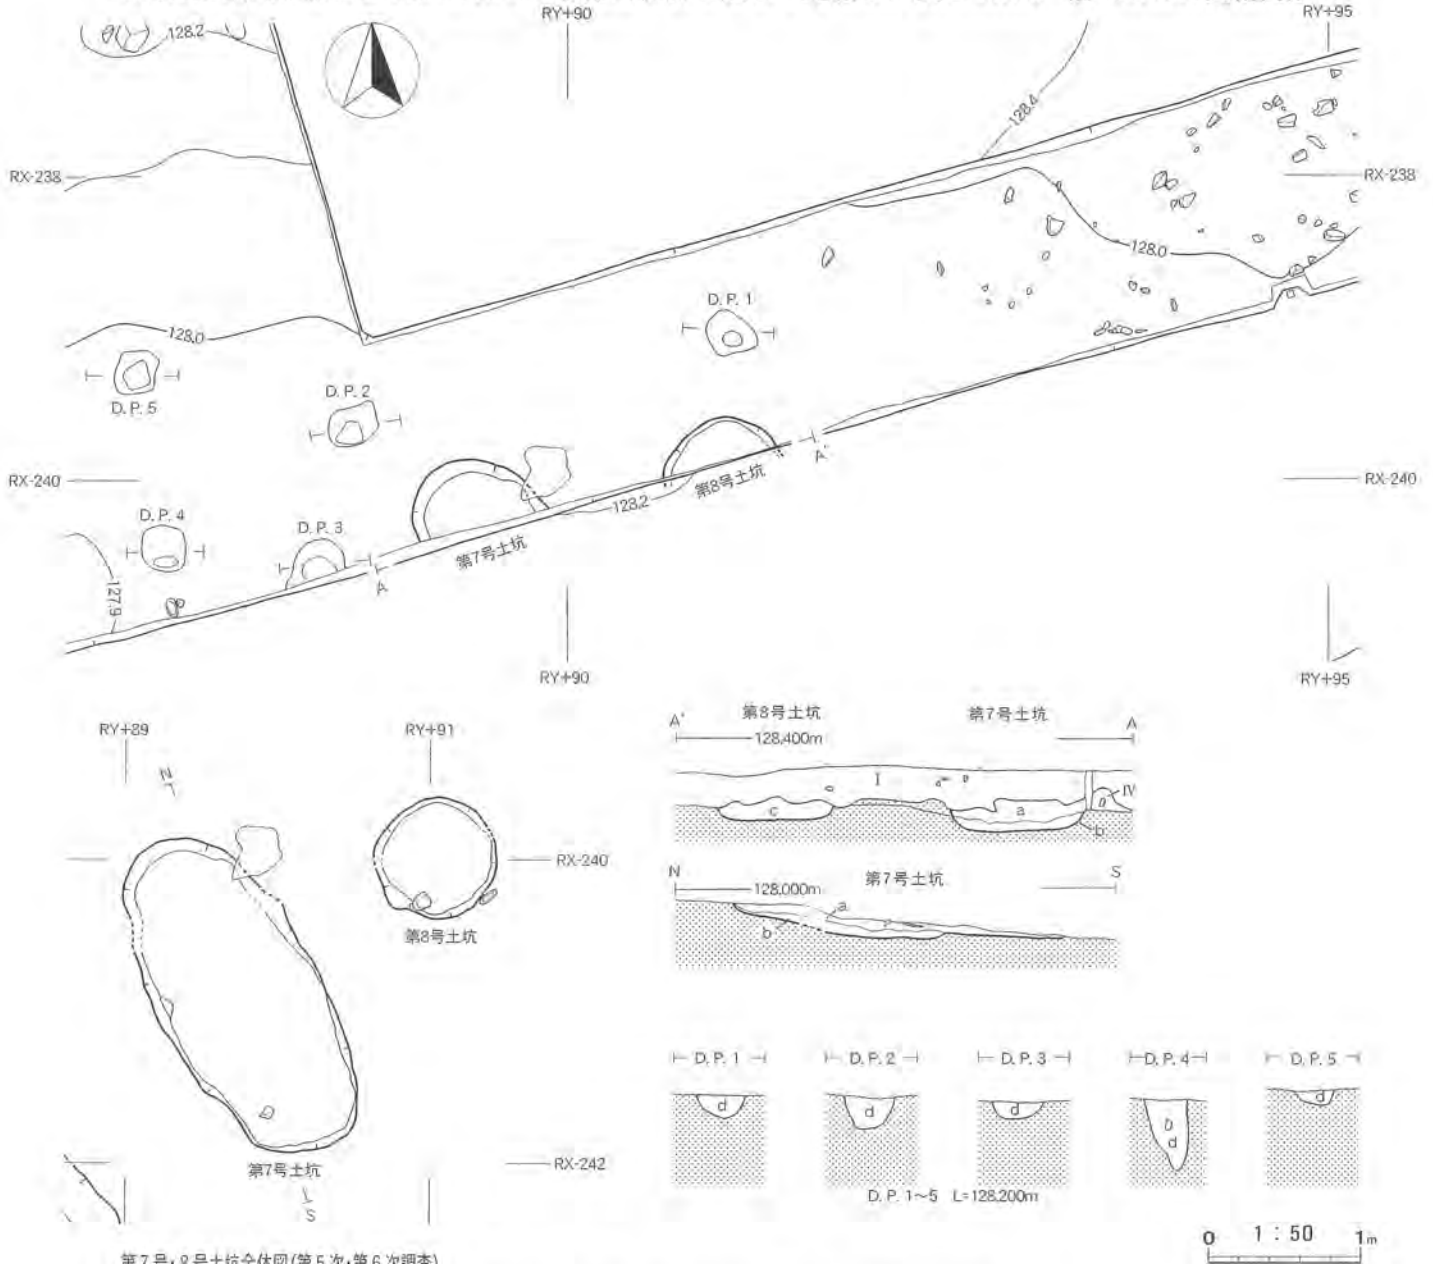 RY+90
RY+95
128.2
128.4
RX-238
RX-238
128.0
D.P. 1
128.0
D.P. 5
D.P. 2
RX-240
RX-240
A'
第8号土坑
128.2
D.P. 4
D.P. 3
第7号土坑
A
127.9
RY+90
RY+95
RY+89
RY+91
N
RX-240
第8号土坑
第7号土坑
RX-242
S
A'
第8号土坑
第7号土坑
A
128.400m
I
IV
c
a
b
N
128.000m
第7号土坑
S
a
b
D.P. 1
D.P. 2
D.P. 3
D.P. 4
D.P. 5
d
d
d
d
d
D.P. 1~5 L=128.200m
0 1:50 1m
第7号・8号土坑全体図(第5次・第6次調査)